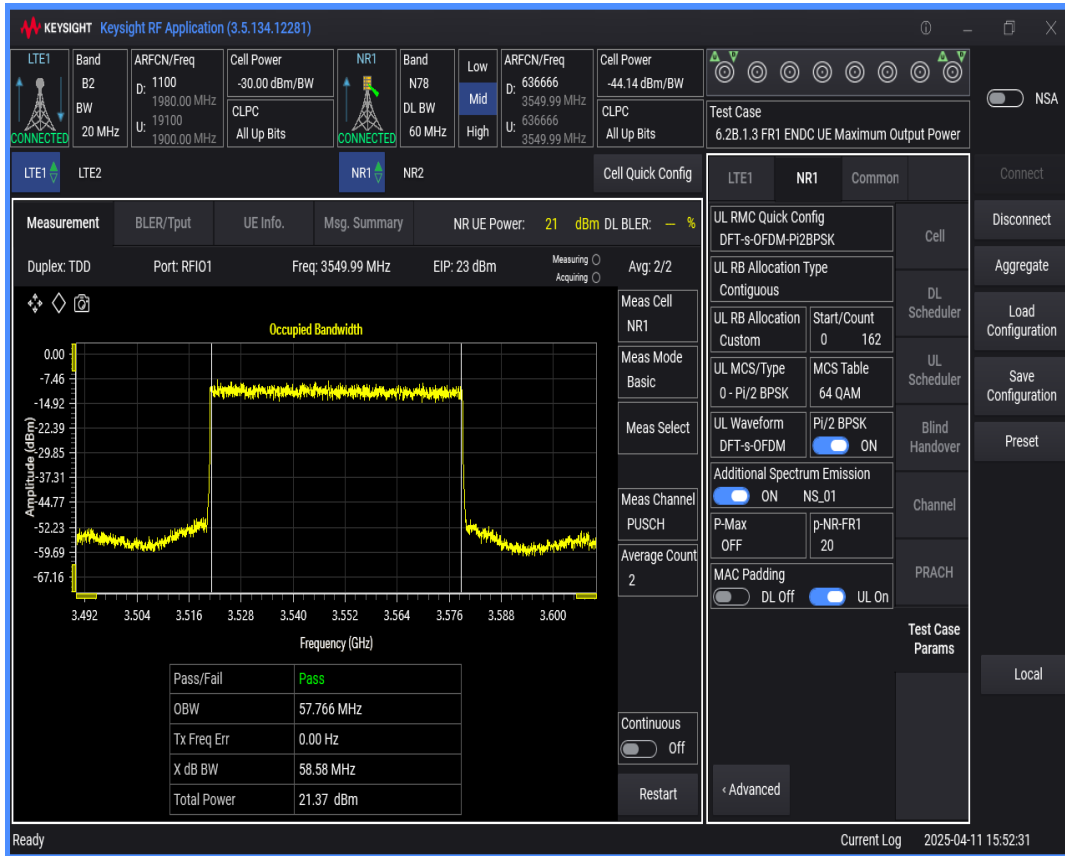 KEYSIGHT Keysight RF Application (3.5.134.12281)
LTE1
CONNECTED
Band
B2
BW
20 MHz
ARFCN/Freq
D: 1100
1980.00 MHz
U: 19100
1900.00 MHz
Cell Power
-30.00 dBm/BW
CLPC
All Up Bits
NR1
CONNECTED
Band
N78
DL BW
60 MHz
Low
Mid
High
ARFCN/Freq
D: 636666
3549.99 MHz
U: 636666
3549.99 MHz
Cell Power
-44.14 dBm/BW
CLPC
All Up Bits
Test Case
6.2B.1.3 FR1 ENDC UE Maximum Output Power
NSA
LTE1 LTE2 NR1 NR2 Cell Quick Config
Measurement BLER/Tput UE Info. Msg. Summary NR UE Power: 21 dBm DL BLER: — %
Duplex: TDD Port: RFIO1 Freq: 3549.99 MHz EIP: 23 dBm Measuring
Acquiring
Avg: 2/2
Occupied Bandwidth
Amplitude (dBm)
0.00
-7.46
-14.92
-22.39
-29.85
-37.31
-44.77
-52.23
-59.69
-67.16
3.492 3.504 3.516 3.528 3.540 3.552 3.564 3.576 3.588 3.600
Frequency (GHz)
Pass/Fail Pass
OBW 57.766 MHz
Tx Freq Err 0.00 Hz
X dB BW 58.58 MHz
Total Power 21.37 dBm
Meas Cell
NR1
Meas Mode
Basic
Meas Select
Meas Channel
PUSCH
Average Count
2
Continuous
Off
Restart
LTE1 NR1 Common
UL RMC Quick Config
DFT-s-OFDM-Pi2BPSK
UL RB Allocation Type
Contiguous
UL RB Allocation
Custom
Start/Count
0 162
UL MCS/Type
0 - Pi/2 BPSK
MCS Table
64 QAM
UL Waveform
DFT-s-OFDM
Pi/2 BPSK
ON
Additional Spectrum Emission
ON NS_01
P-Max
OFF
p-NR-FR1
20
MAC Padding
DL Off UL On
‹ Advanced
Cell
DL
Scheduler
UL
Scheduler
Blind
Handover
Channel
PRACH
Test Case
Params
Connect
Disconnect
Aggregate
Load
Configuration
Save
Configuration
Preset
Local
Ready Current Log 2025-04-11 15:52:31